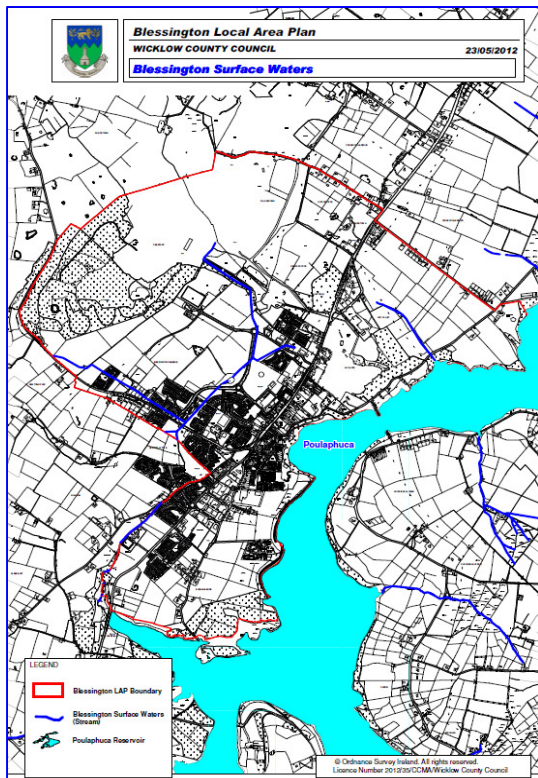 Blessington Local Area Plan
WICKLOW COUNTY COUNCIL 23/05/2012
Blessington Surface Waters
Poulaphuca
LEGEND
Blessington LAP Boundary
Blessington Surface Waters
(Stream)
Poulaphuca Reservoir
© Ordnance Survey Ireland. All rights reserved.
Licence Number 2012/35/CCMA/Wicklow County Council